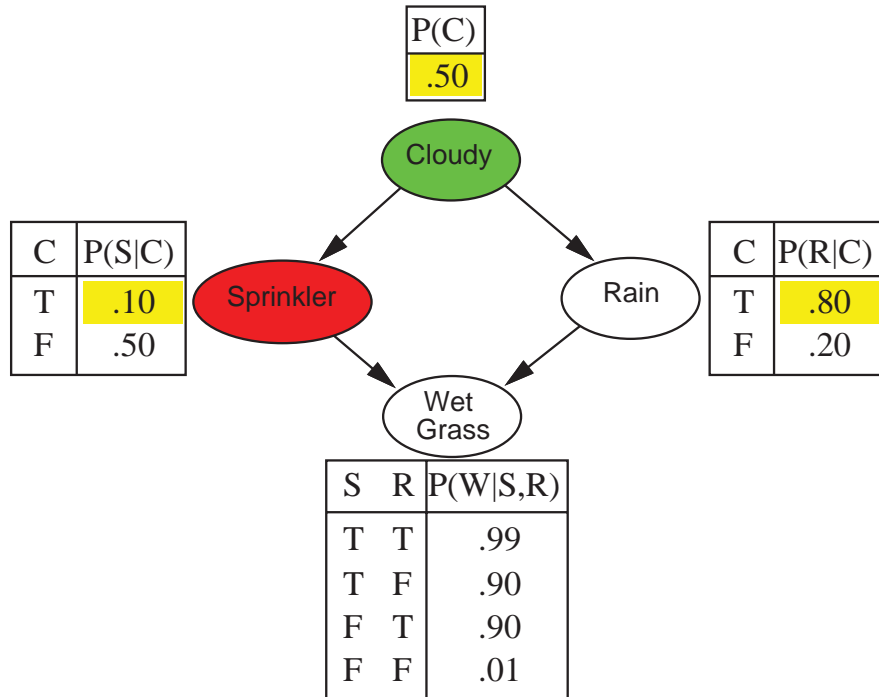 P(C)
.50
Cloudy
C P(S|C)
T .10
F .50
Sprinkler
Rain
C P(R|C)
T .80
F .20
Wet
Grass
S R P(W|S,R)
T T .99
T F .90
F T .90
F F .01